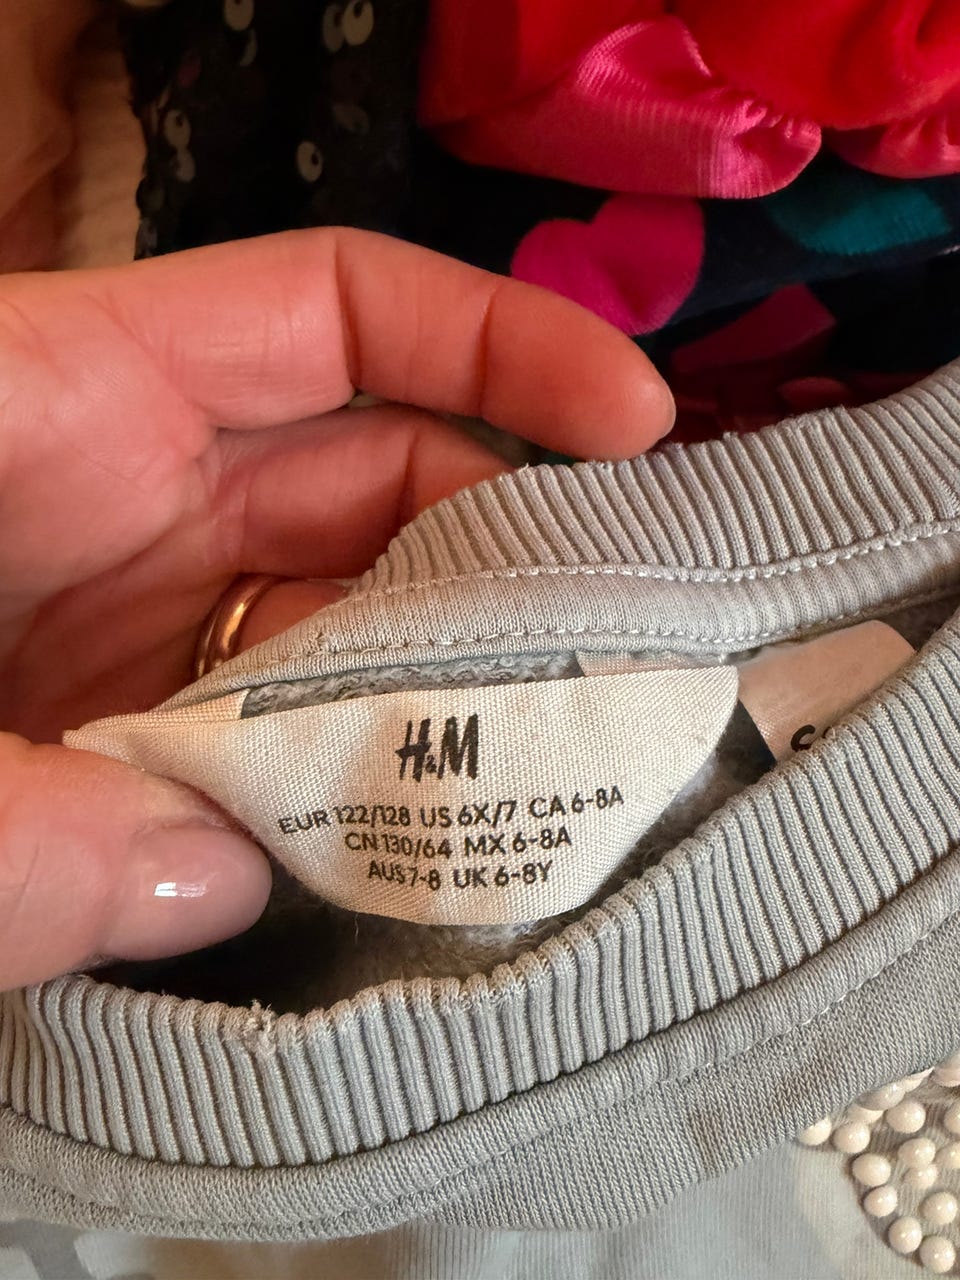 H&M
EUR 122/128 US 6X/7 CA 6-8A
CN 130/64 MX 6-8A
AUS 7-8 UK 6-8Y